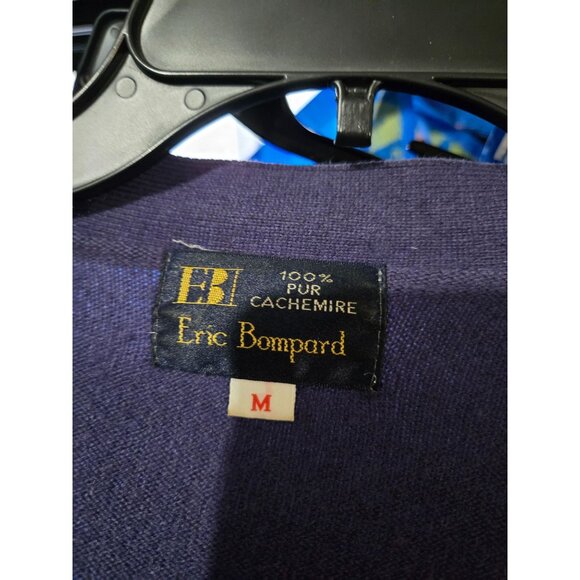 EB
100%
PUR
CACHEMIRE
Eric Bompard
M